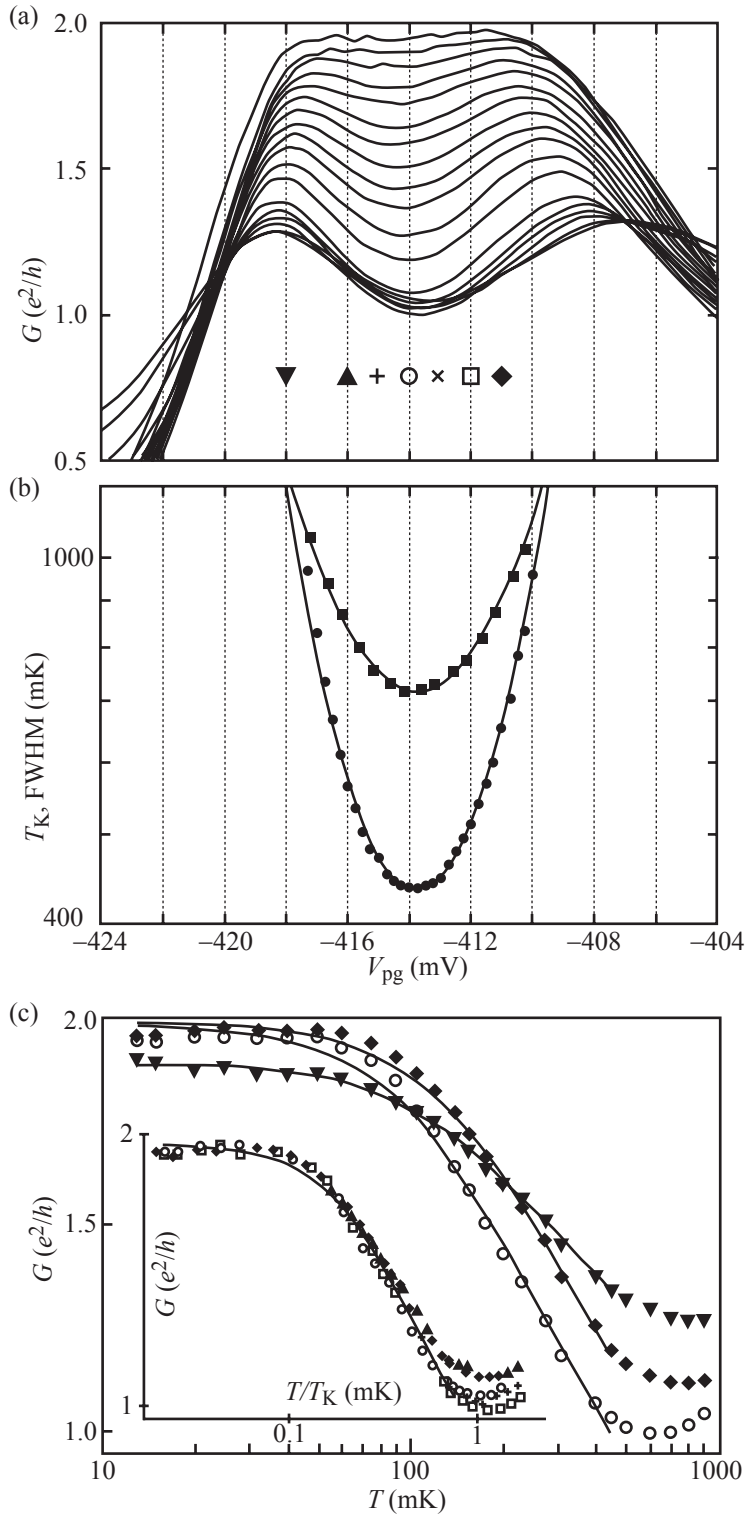 (a)
2.0
1.5
1.0
0.5
G (e²/h)
(b)
1000
400
T_K, FWHM (mK)
−424 −420 −416 −412 −408 −404
V_pg (mV)
(c)
2.0
1.5
1.0
G (e²/h)
2
1
G (e²/h)
T/T_K (mK)
0.1 1
10 100 1000
T (mK)